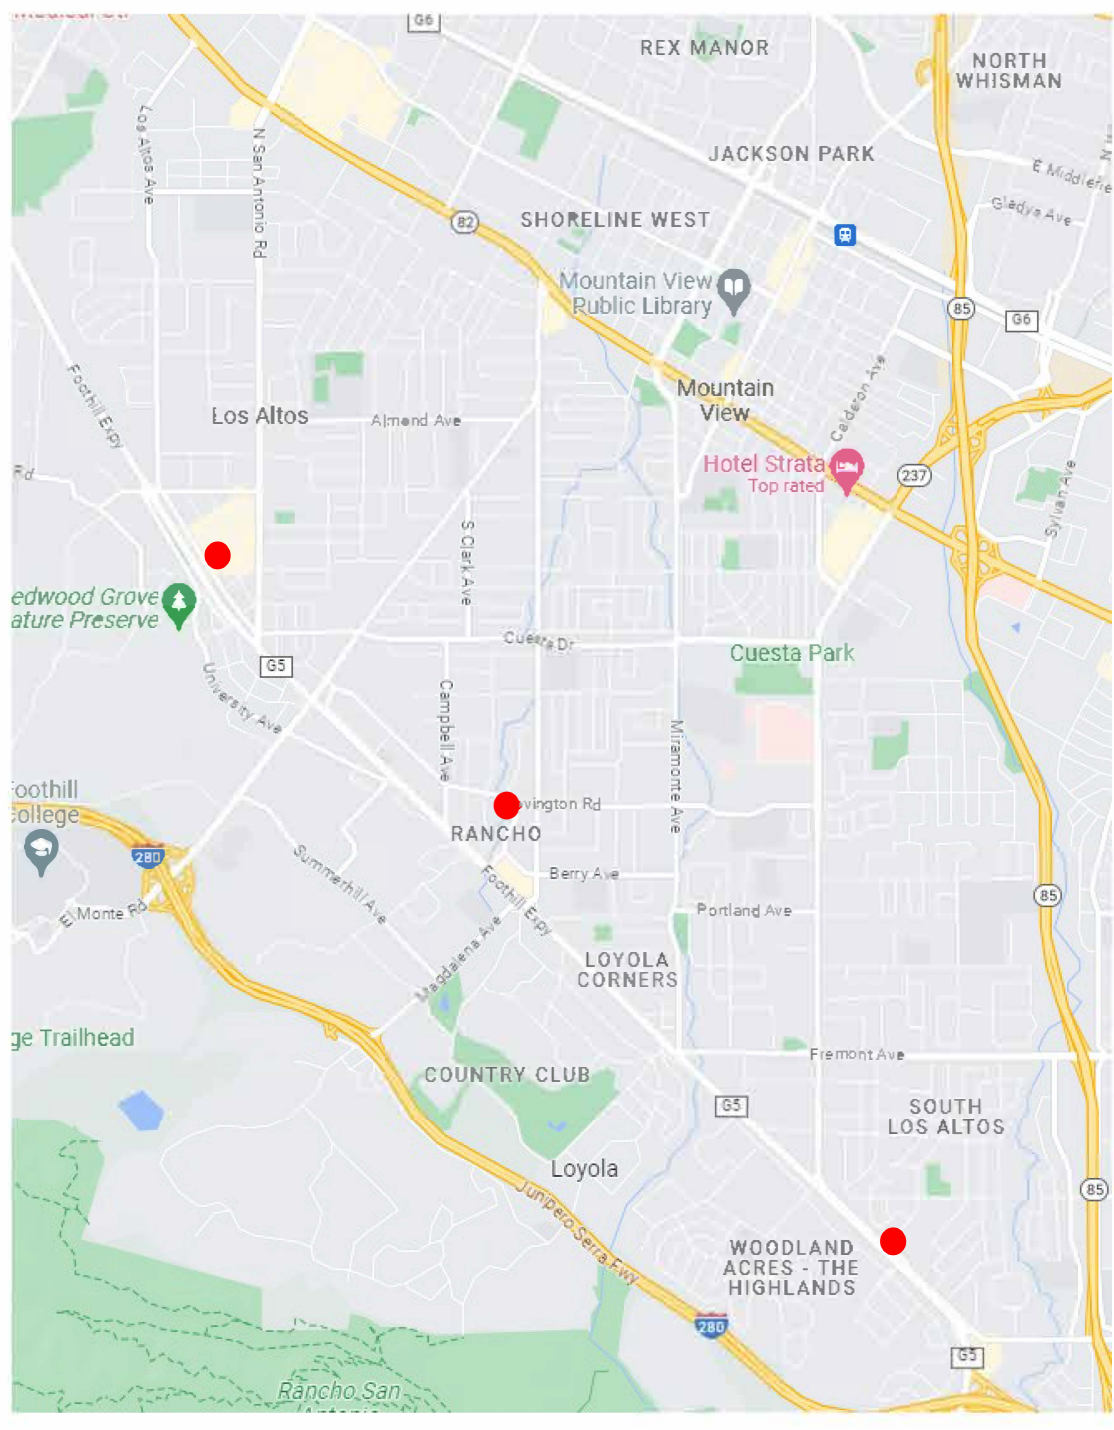 G6
REX MANOR
NORTH
WHISMAN
Los Altos Ave
N San Antonio Rd
JACKSON PARK
E Middlefie
Gladys Ave
82
SHORELINE WEST
Mountain View
Public Library
85
G6
Foothill Expy
Los Altos
Almond Ave
Mountain
View
Calderon Ave
Hotel Strata
Top rated
237
Rd
Sylvan Ave
S Clark Ave
edwood Grove
ature Preserve
Cuesta Dr
Cuesta Park
G5
University Ave
Campbell Ave
Miramonte Ave
Foothill
College
ovington Rd
RANCHO
280
Summerhill Ave
Foothill Expy
Berry Ave
85
El Monte Rd
Portland Ave
Magdalena Ave
LOYOLA
CORNERS
ge Trailhead
Fremont Ave
COUNTRY CLUB
G5
SOUTH
LOS ALTOS
Loyola
85
Junipero Serra Fwy
WOODLAND
ACRES - THE
HIGHLANDS
280
G5
Rancho San